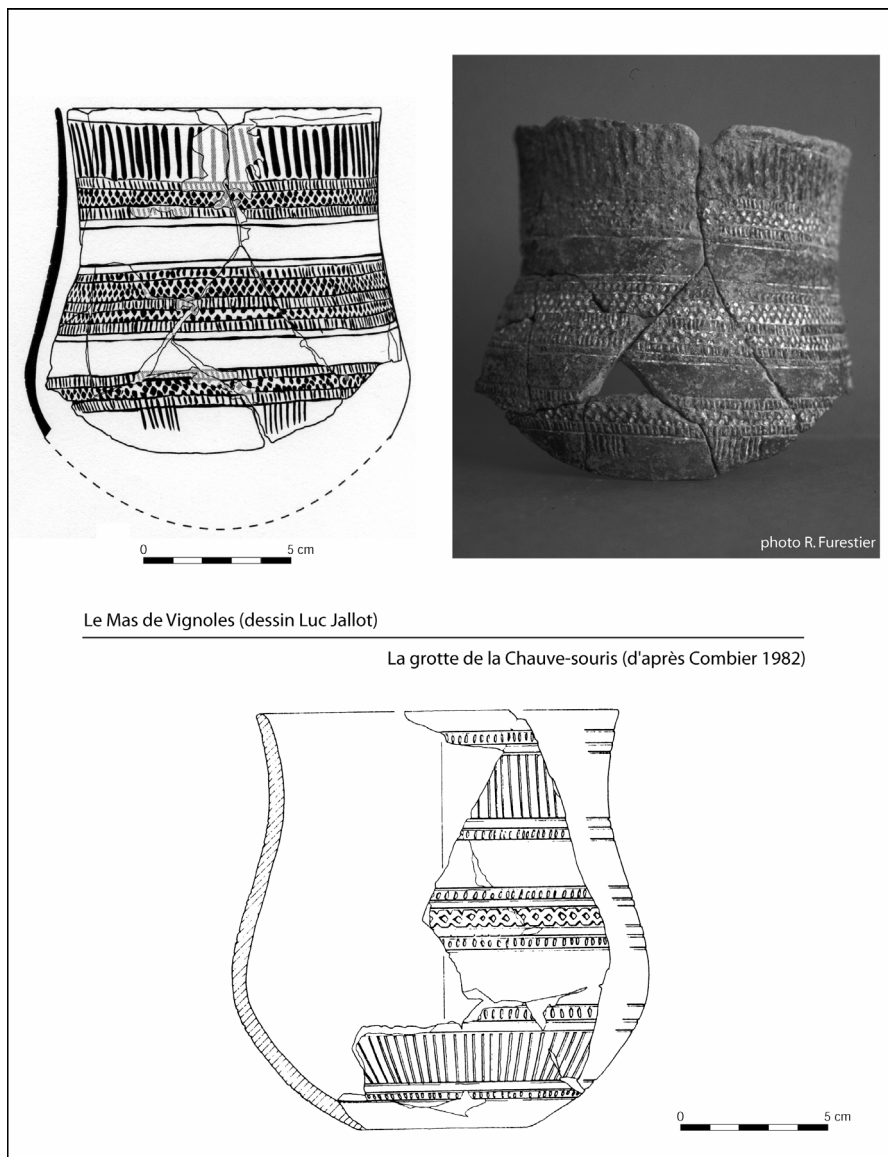 0 5 cm
photo R. Furestier
Le Mas de Vignoles (dessin Luc Jallot)
La grotte de la Chauve-souris (d'après Combier 1982)
0 5 cm